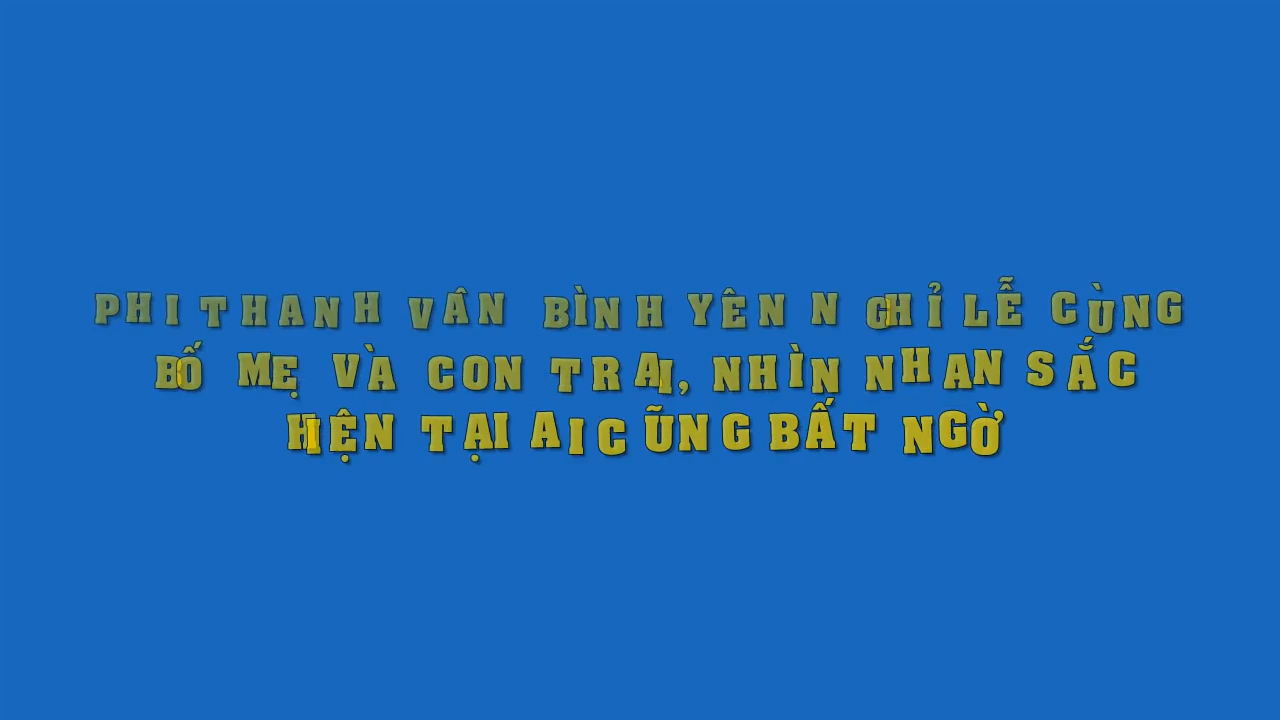 PHI THANH VÂN BÌNH YÊN NGHỈ LỄ CÙNG
BỐ MẸ VÀ CON TRAI, NHÌN NHAN SẮC
HIỆN TẠI AI CŨNG BẤT NGỜ